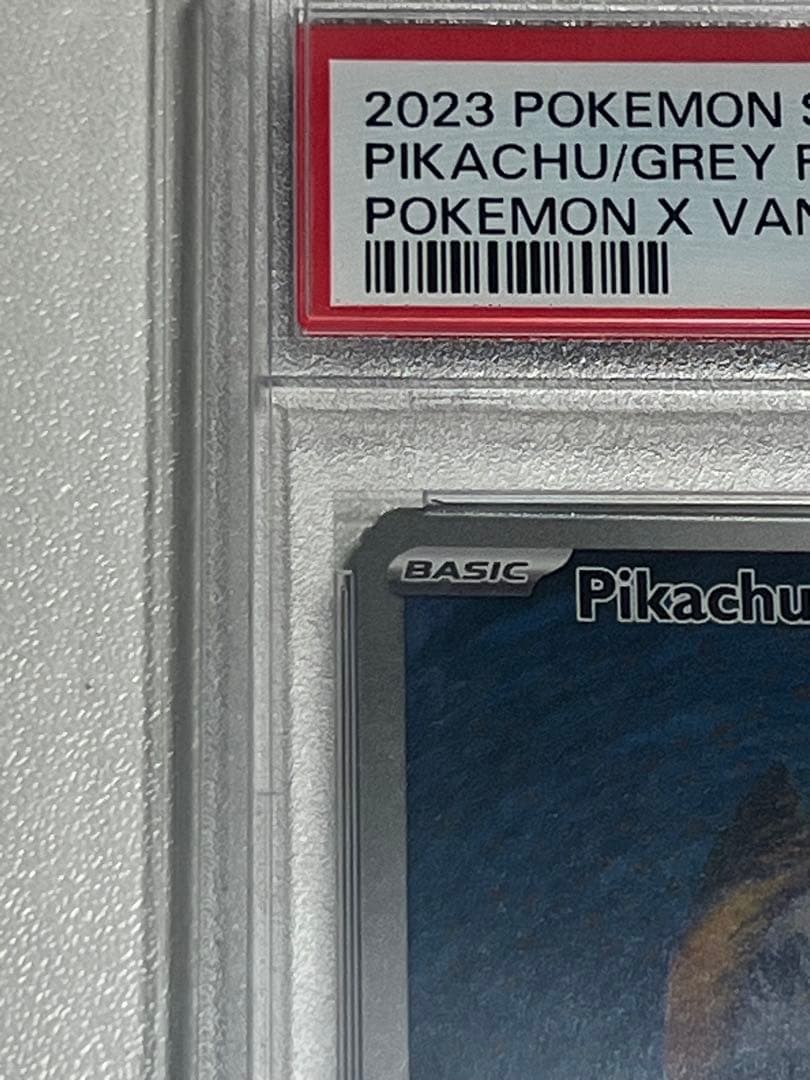 2023 POKEMON
PIKACHU/GREY
POKEMON X VAN
BASIC
Pikachu